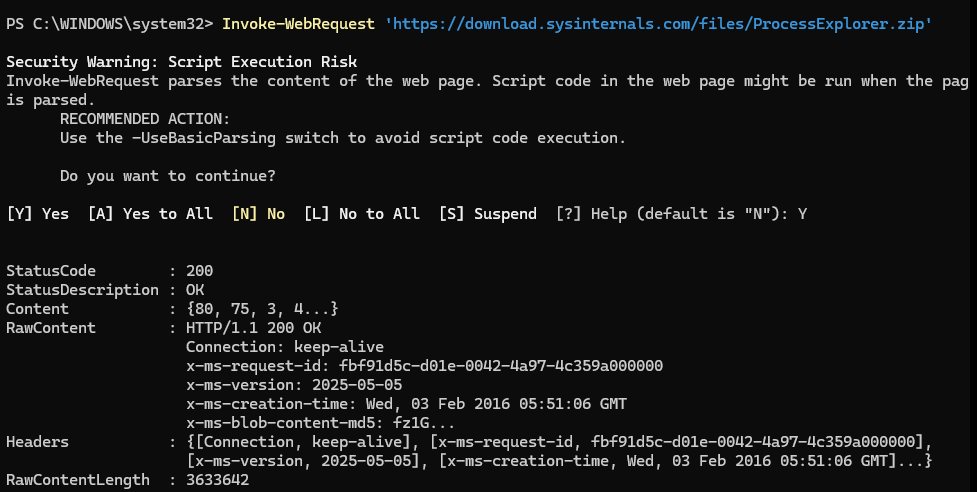 PS C:\WINDOWS\system32> Invoke-WebRequest 'https://download.sysinternals.com/files/ProcessExplorer.zip'
Security Warning: Script Execution Risk
Invoke-WebRequest parses the content of the web page. Script code in the web page might be run when the pag
is parsed.
RECOMMENDED ACTION:
Use the -UseBasicParsing switch to avoid script code execution.
Do you want to continue?
[Y] Yes  [A] Yes to All  [N] No  [L] No to All  [S] Suspend  [?] Help (default is "N"): Y
StatusCode        : 200
StatusDescription : OK
Content           : {80, 75, 3, 4...}
RawContent        : HTTP/1.1 200 OK
Connection: keep-alive
x-ms-request-id: fbf91d5c-d01e-0042-4a97-4c359a000000
x-ms-version: 2025-05-05
x-ms-creation-time: Wed, 03 Feb 2016 05:51:06 GMT
x-ms-blob-content-md5: fz1G...
Headers           : {[Connection, keep-alive], [x-ms-request-id, fbf91d5c-d01e-0042-4a97-4c359a000000],
[x-ms-version, 2025-05-05], [x-ms-creation-time, Wed, 03 Feb 2016 05:51:06 GMT]...}
RawContentLength  : 3633642